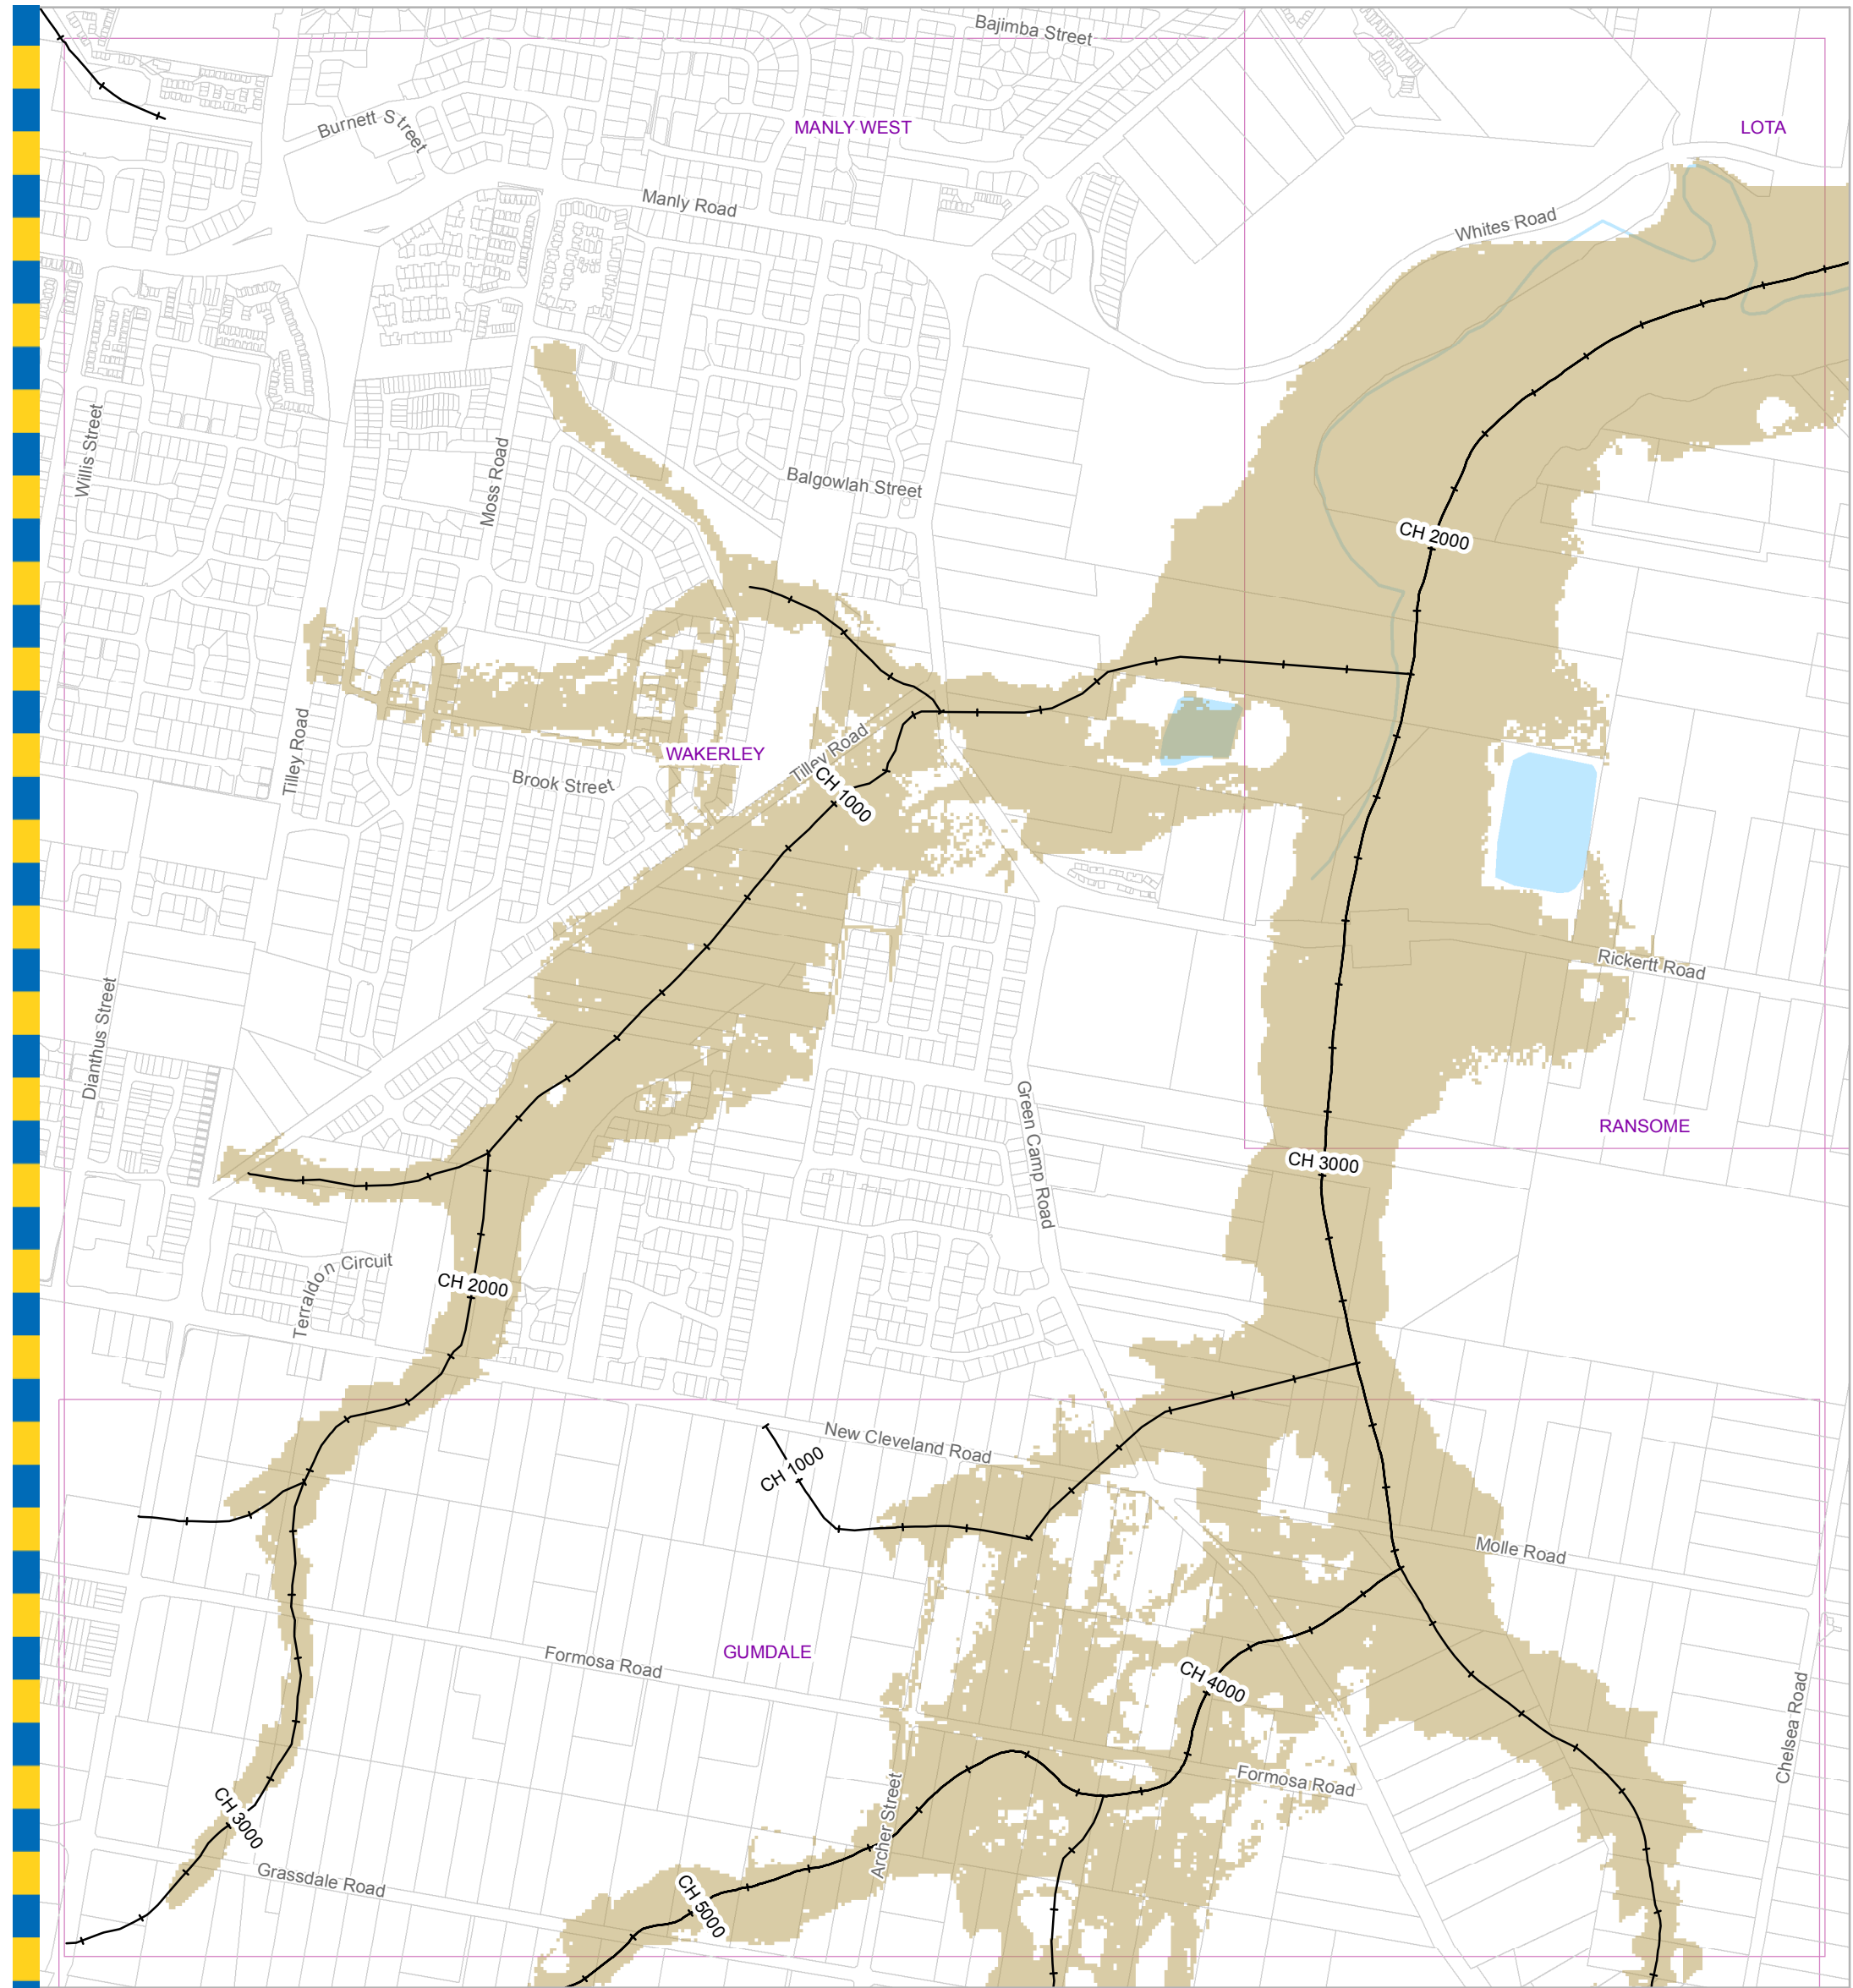 Bajimba Street
Burnett Street
MANLY WEST
LOTA
Manly Road
Whites Road
Willis Street
Moss Road
Balgowlah Street
CH 2000
Tilley Road
WAKERLEY
Tilley Road
Brook Street
CH 1000
Rickertt Road
Dianthus Street
Green Camp Road
RANSOME
CH 3000
Terraldon Circuit
CH 2000
New Cleveland Road
CH 1000
Molle Road
Formosa Road
GUMDALE
CH 4000
Chelsea Road
Formosa Road
Archer Street
CH 3000
Grassdale Road
CH 5000